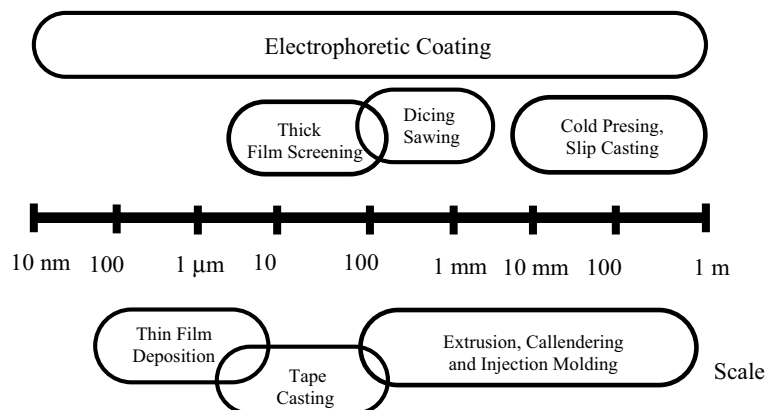 Electrophoretic Coating
Thick
Film Screening
Dicing
Sawing
Cold Presing,
Slip Casting
10 nm 100 1 μm 10 100 1 mm 10 mm 100 1 m
Thin Film
Deposition
Tape
Casting
Extrusion, Callendering
and Injection Molding
Scale